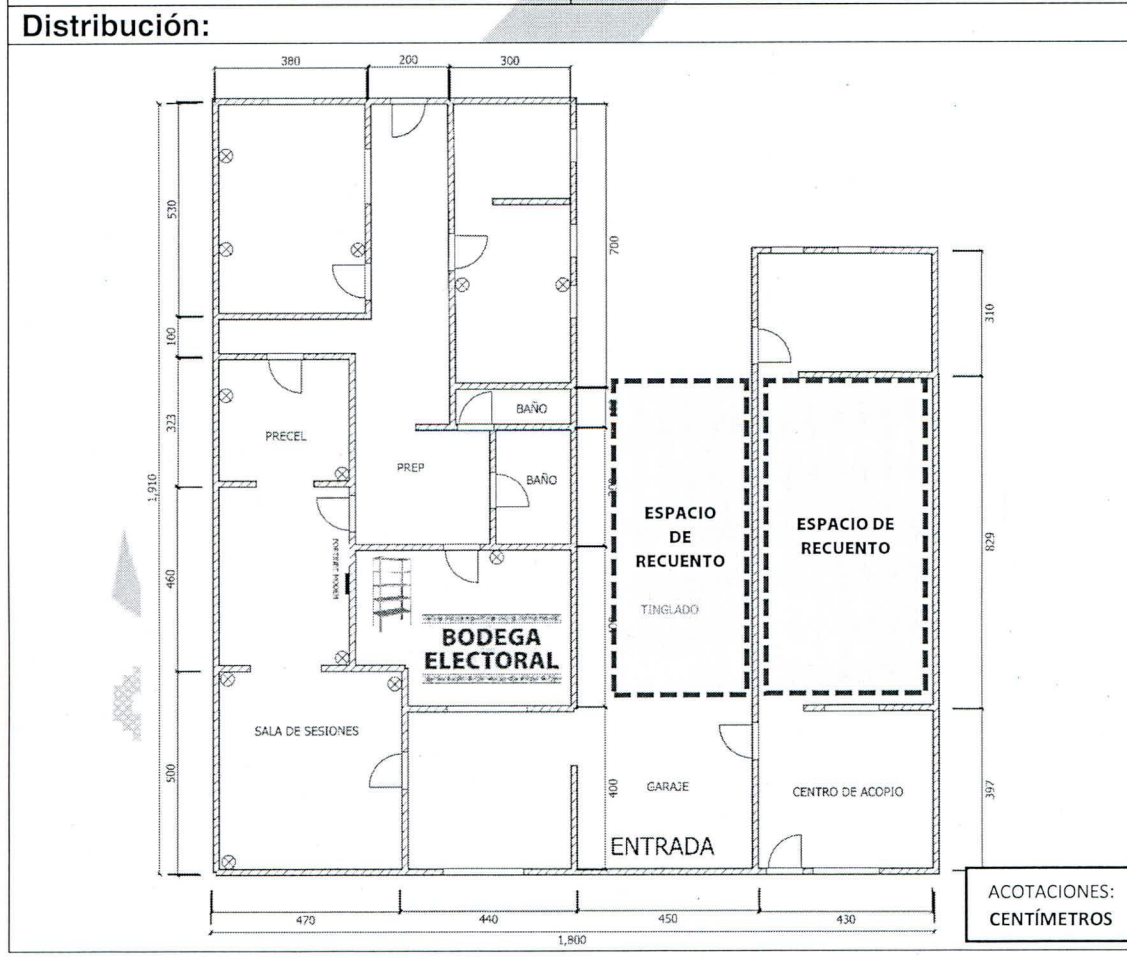 Distribución:
380
200
300
530
100
323
1,910
460
500
700
310
829
397
400
BAÑO
PRECEL
PREP
BAÑO
ESPACIO
DE
RECUENTO
TINGLADO
ESPACIO DE
RECUENTO
BODEGA
ELECTORAL
SALA DE SESIONES
GARAJE
ENTRADA
CENTRO DE ACOPIO
470
440
450
430
1,800
ACOTACIONES:
CENTÍMETROS